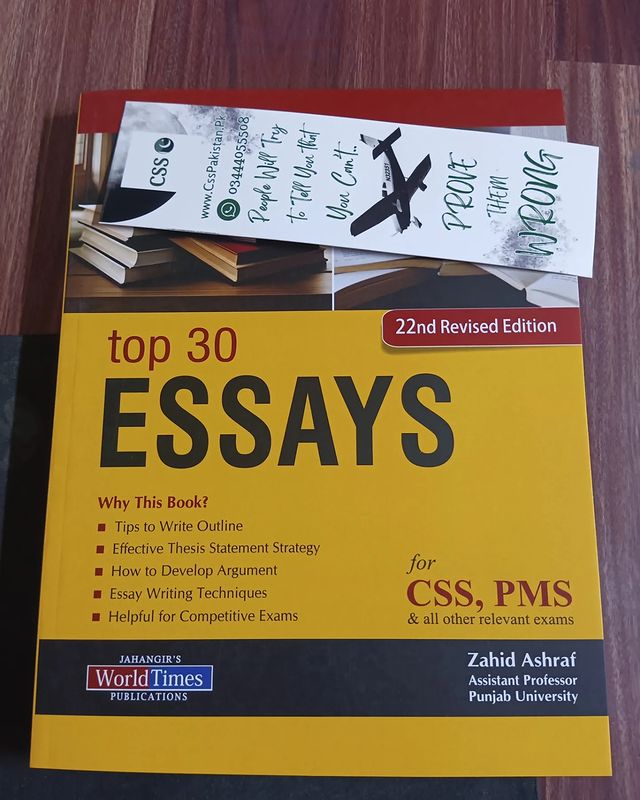 CSS
www.CssPakistan.Pk
03444055508
People Will Try
to Tell You that
You Can't...
N3225T
PROVE
THEM
WRONG
22nd Revised Edition
top 30
ESSAYS
Why This Book?
Tips to Write Outline
Effective Thesis Statement Strategy
How to Develop Argument
Essay Writing Techniques
Helpful for Competitive Exams
for
CSS, PMS
& all other relevant exams
JAHANGIR'S
WorldTimes
PUBLICATIONS
Zahid Ashraf
Assistant Professor
Punjab University